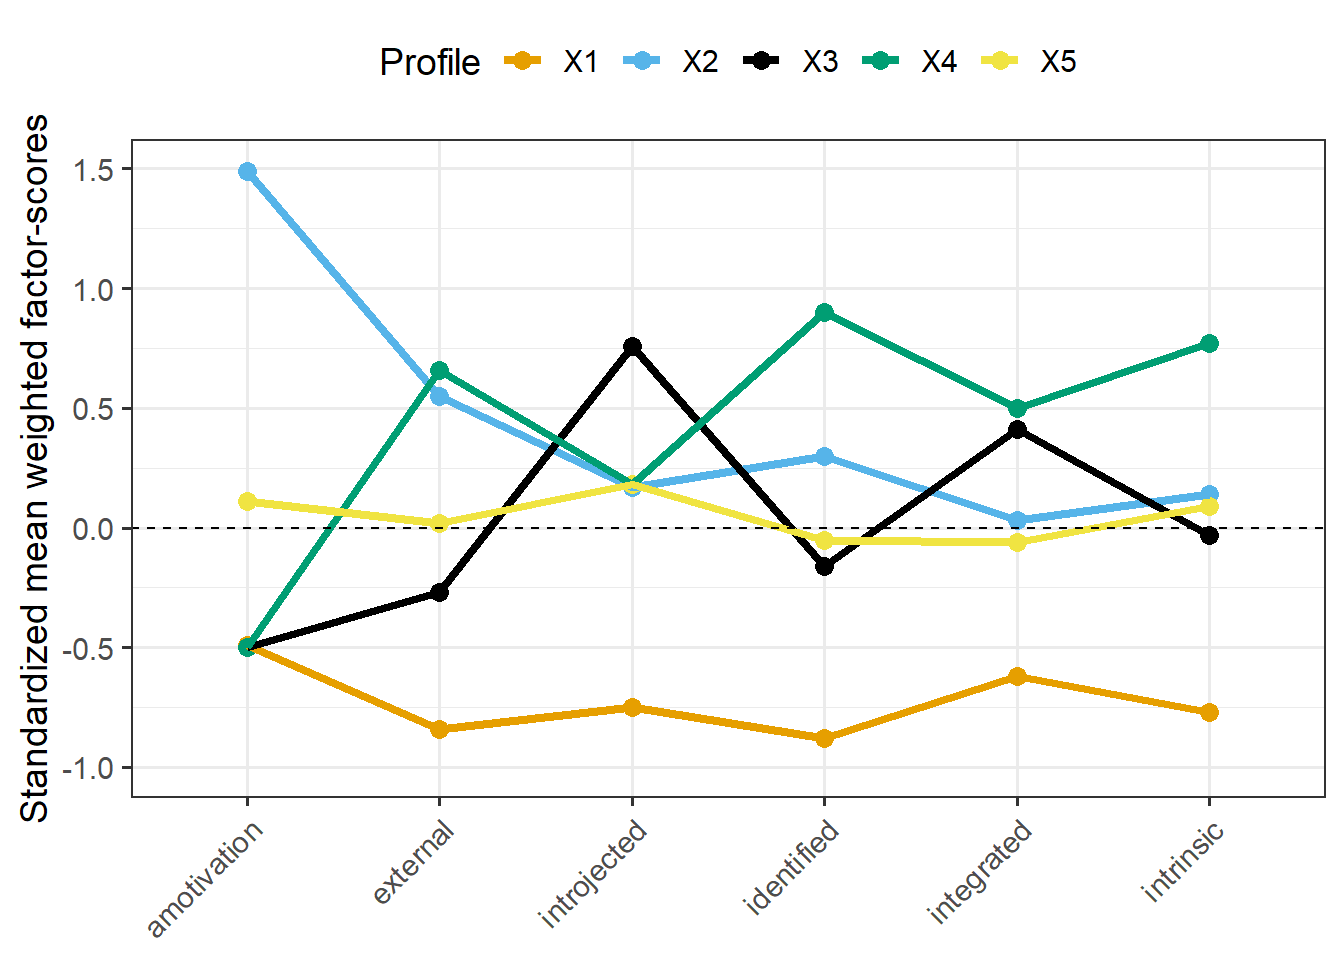 Profile X1 X2 X3 X4 X5
Standardized mean weighted factor-scores
1.5
1.0
0.5
0.0
-0.5
-1.0
amotivation external introjected identified integrated intrinsic